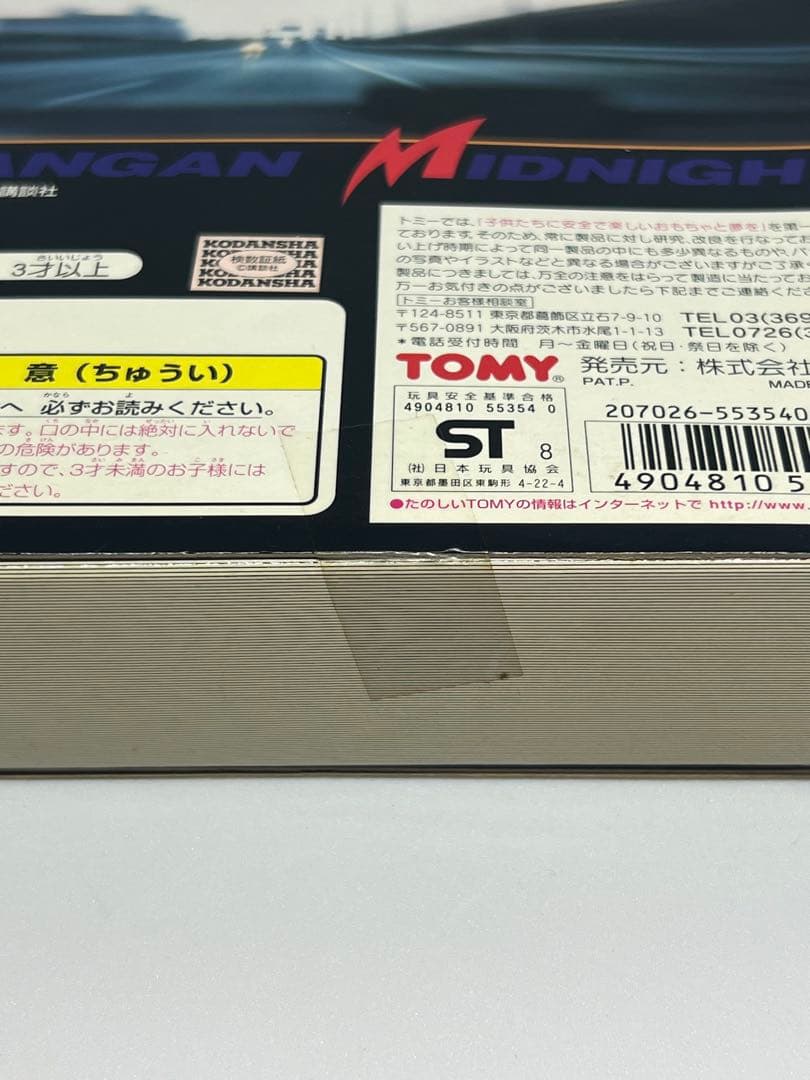 ANGAN MIDNIGH
講談社
3才以上
さいいじょう
KODANSHA
検数証紙
©講談社
KODANSHA
意(ちゅうい)
へ 必ずお読みください。
ます。口の中には絶対に入れないで
の危険があります。
すので、3才未満のお子様には
ださい。
トミーでは、「子供たちに安全で楽しいおもちゃと夢を」を第一
ております。そのため、常に製品に対し研究、改良を行なってお
い上げ時期によって同一製品の中にも多少異なるものや、パ
の写真やイラストなどと異なる場合がございますがご了承く
製品につきましては、万全の注意をはらって製造に当たってお
万一お気付きの点がございましたら下記までご連絡くださ
トミーお客様相談室
〒124-8511 東京都葛飾区立石7-9-10 TEL03(369
〒567-0891 大阪府茨木市水尾1-1-13 TEL0726(3
*電話受付時間 月〜金曜日(祝日・祭日を除く)
TOMY® 発売元:株式会社
PAT.P. MADE
玩具安全基準合格
4904810 55354 0
ST 8
(社)日本玩具協会
東京都墨田区東駒形 4-22-4
207026-553540
4904810 5
●たのしいTOMYの情報はインターネットで http://www.